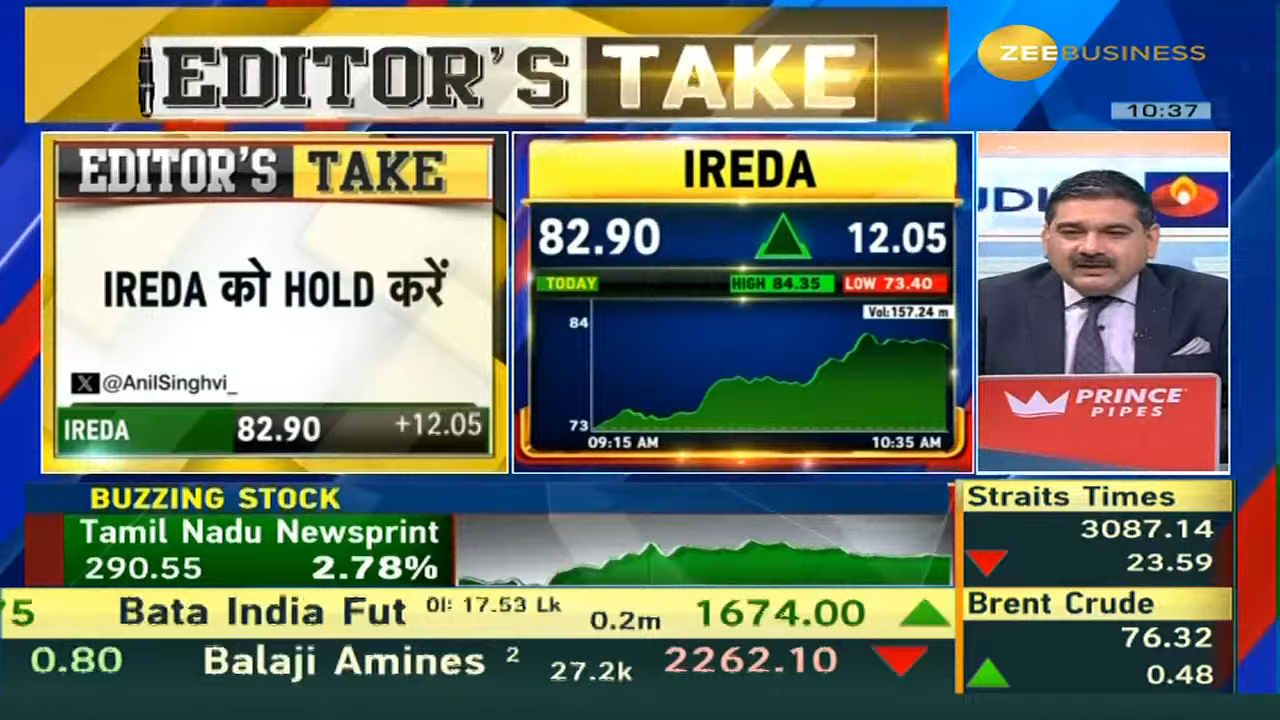 EDITOR'S TAKE
ZEEBUSINESS
10:37
EDITOR'S TAKE
IREDA को HOLD करें
X @AnilSinghvi_
IREDA 82.90 +12.05
IREDA
82.90 12.05
TODAY HIGH 84.35 LOW 73.40
Vol:157.24 m
84
73
09:15 AM 10:35 AM
PRINCE
PIPES
BUZZING STOCK
Tamil Nadu Newsprint
290.55 2.78%
Straits Times
3087.14
23.59
Brent Crude
76.32
0.48
Bata India Fut OI: 17.53 Lk 0.2m 1674.00
0.80 Balaji Amines 2 27.2k 2262.10